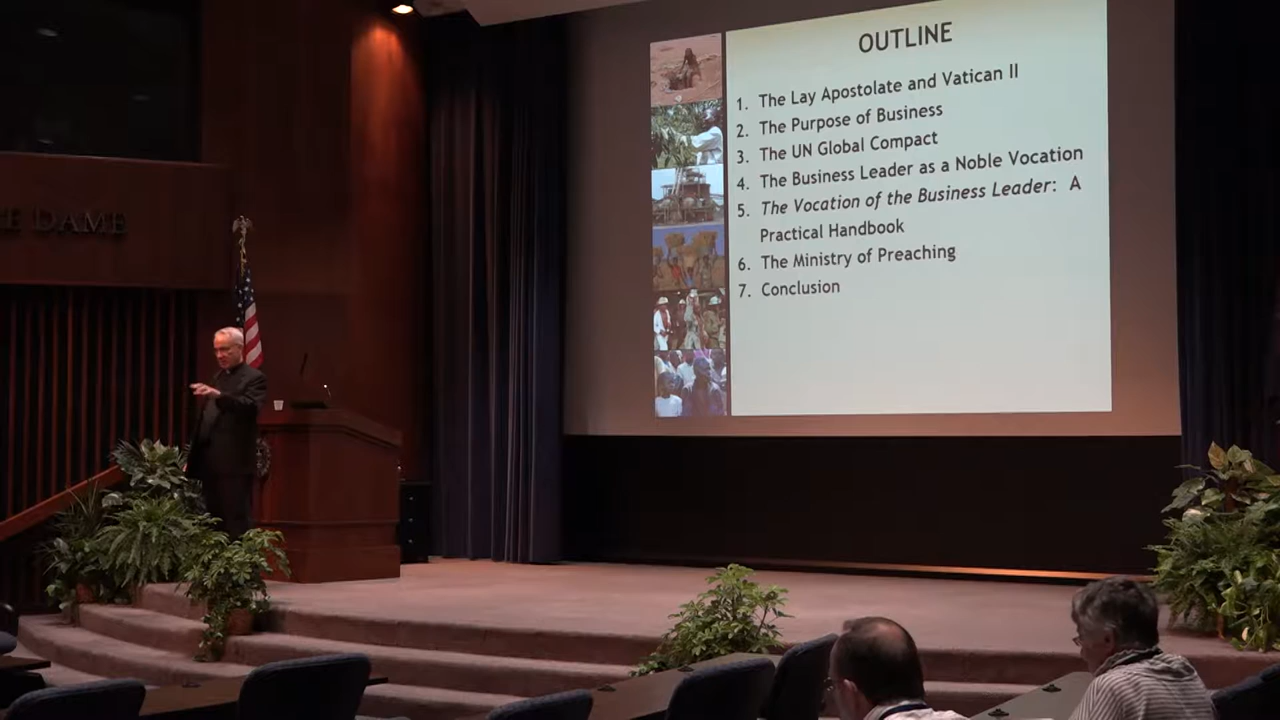 E DAME
OUTLINE
1. The Lay Apostolate and Vatican II
2. The Purpose of Business
3. The UN Global Compact
4. The Business Leader as a Noble Vocation
5. The Vocation of the Business Leader: A
Practical Handbook
6. The Ministry of Preaching
7. Conclusion